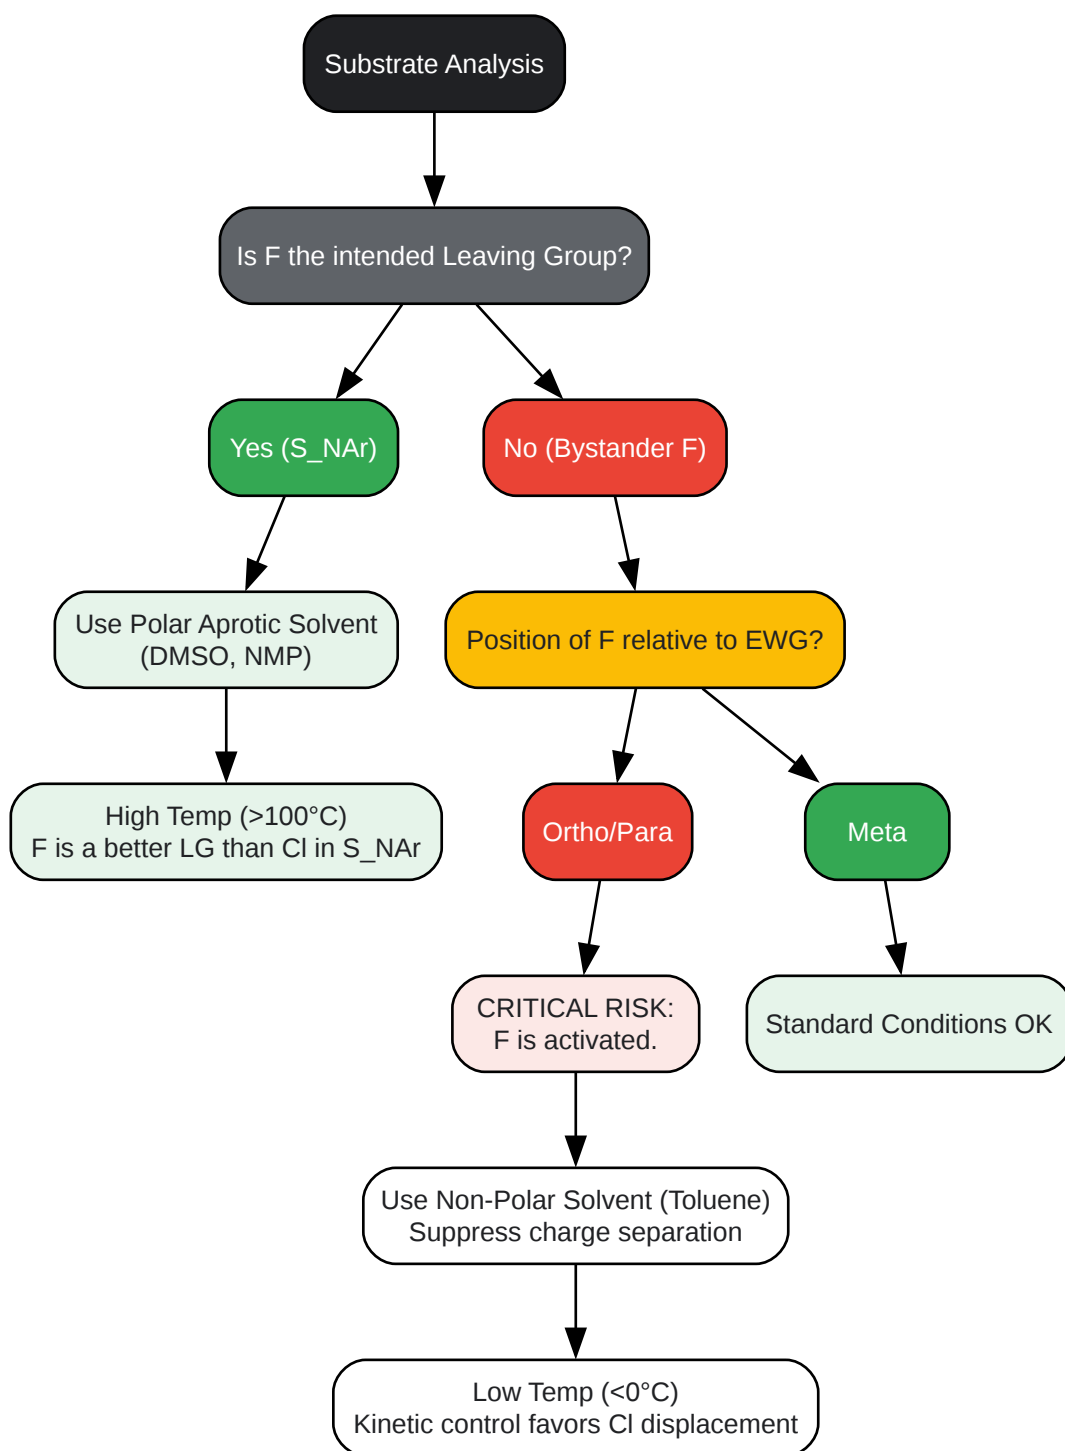 Substrate Analysis
Is F the intended Leaving Group?
Yes (S_NAr)
No (Bystander F)
Use Polar Aprotic Solvent
(DMSO, NMP)
Position of F relative to EWG?
High Temp (>100°C)
F is a better LG than Cl in S_NAr
Ortho/Para
Meta
CRITICAL RISK:
F is activated.
Standard Conditions OK
Use Non-Polar Solvent (Toluene)
Suppress charge separation
Low Temp (<0°C)
Kinetic control favors Cl displacement